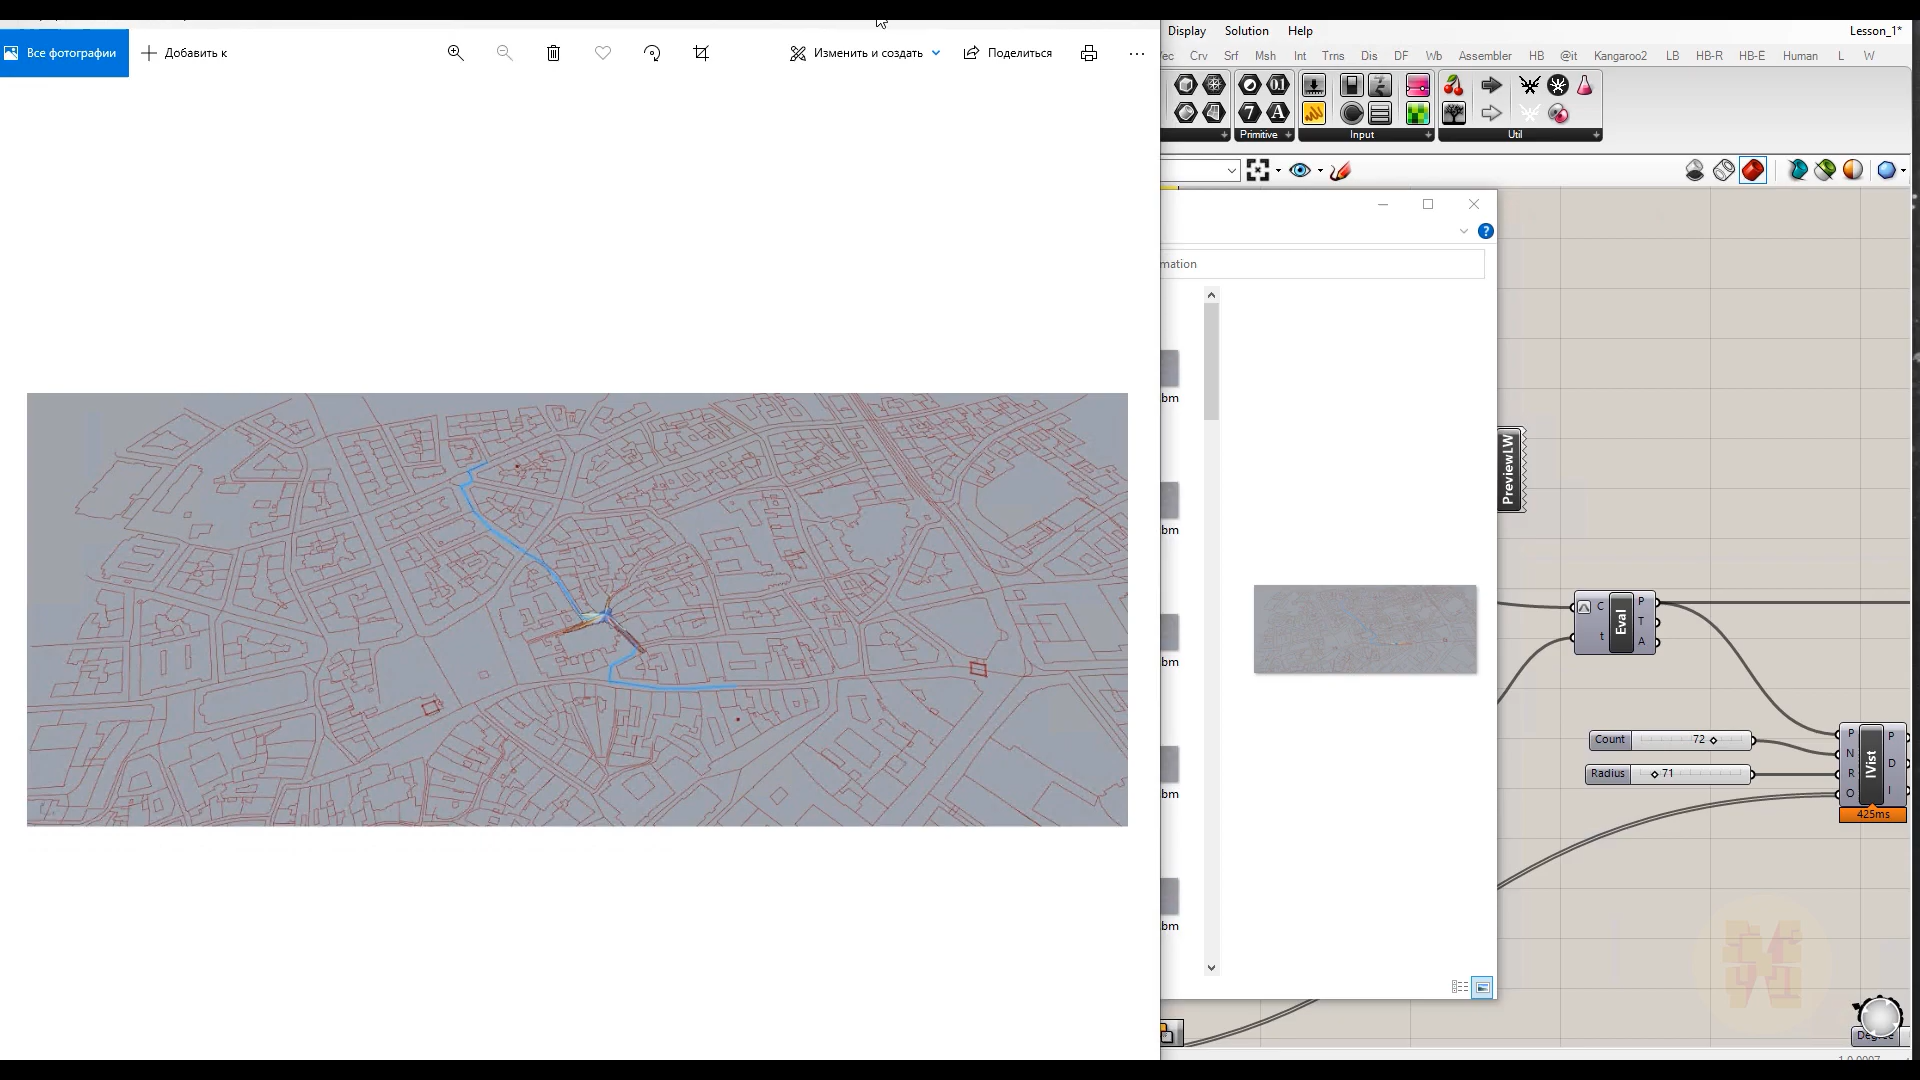 Display Solution Help Lesson_1*
Все фотографии Добавить к Изменить и создать Поделиться
Crv Srf Msh Int Trns Dis DF Wb Assembler HB @it Kangaroo2 LB HB-R HB-E Human L W
Primitive Input Util
mation
bm
bm
bm
bm
bm
PreviewLW
C t Eval P T A
Count 72
Radius 71
P N R O IVist P D I
425ms